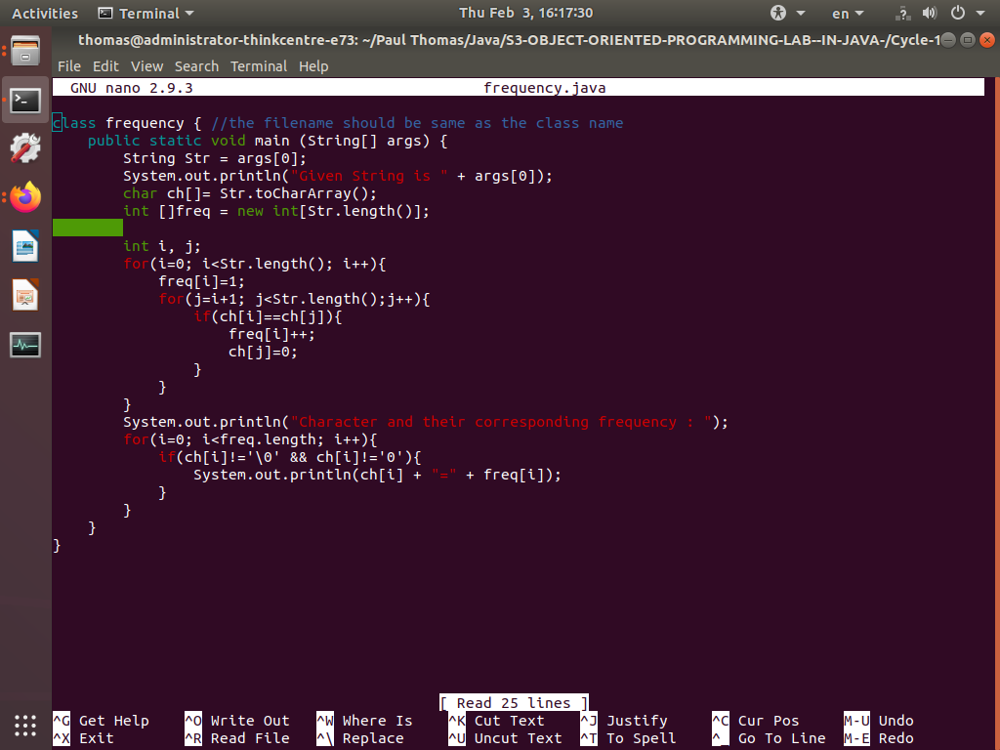 Activities Terminal Thu Feb 3, 16:17:30 en ?
thomas@administrator-thinkcentre-e73: ~/Paul Thomas/Java/S3-OBJECT-ORIENTED-PROGRAMMING-LAB--IN-JAVA-/Cycle-1
File Edit View Search Terminal Help
GNU nano 2.9.3 frequency.java
class frequency { //the filename should be same as the class name
    public static void main (String[] args) {
        String Str = args[0];
        System.out.println("Given String is " + args[0]);
        char ch[]= Str.toCharArray();
        int []freq = new int[Str.length()];
        int i, j;
        for(i=0; i<Str.length(); i++){
            freq[i]=1;
            for(j=i+1; j<Str.length();j++){
                if(ch[i]==ch[j]){
                    freq[i]++;
                    ch[j]=0;
                }
            }
        }
        System.out.println("Character and their corresponding frequency : ");
        for(i=0; i<freq.length; i++){
            if(ch[i]!='\0' && ch[i]!='0'){
                System.out.println(ch[i] + "=" + freq[i]);
            }
        }
    }
}
[ Read 25 lines ]
^G Get Help ^O Write Out ^W Where Is ^K Cut Text ^J Justify ^C Cur Pos M-U Undo
^X Exit ^R Read File ^\ Replace ^U Uncut Text ^T To Spell ^_ Go To Line M-E Redo